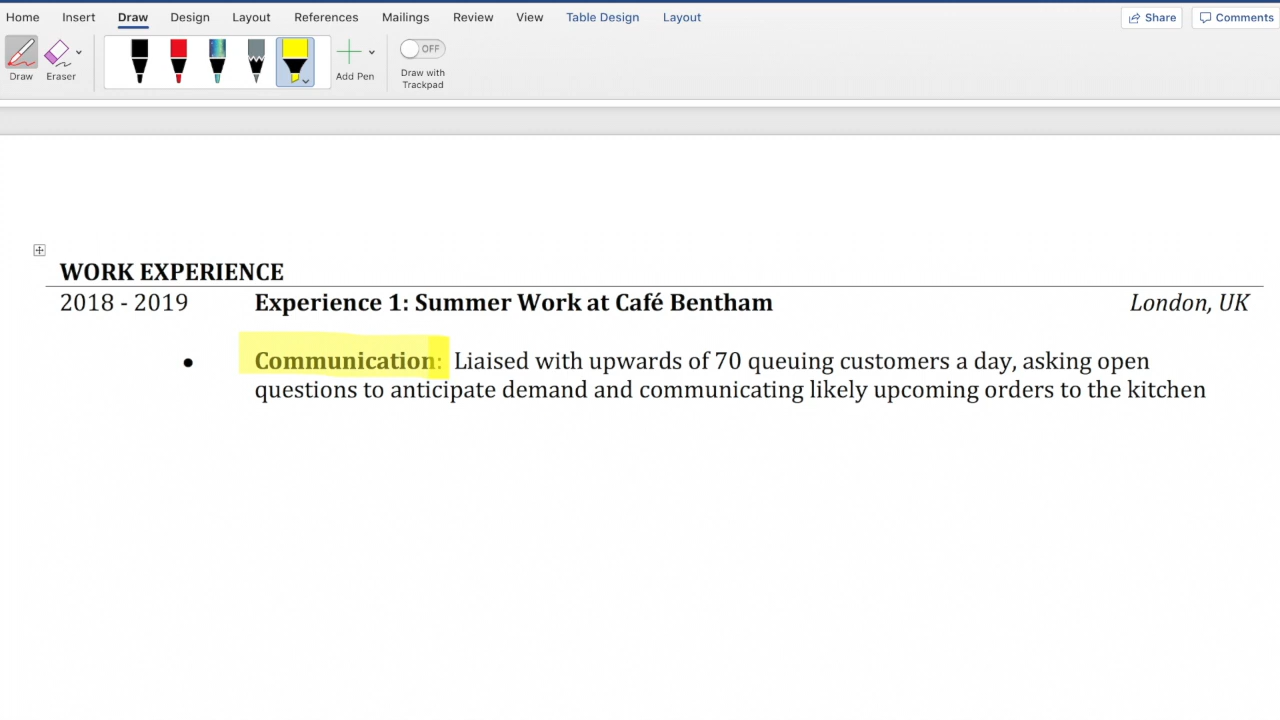 Home Insert Draw Design Layout References Mailings Review View Table Design Layout Share Comments
Draw Eraser Add Pen OFF Draw with Trackpad
WORK EXPERIENCE
2018 - 2019 Experience 1: Summer Work at Café Bentham London, UK
• Communication: Liaised with upwards of 70 queuing customers a day, asking open
questions to anticipate demand and communicating likely upcoming orders to the kitchen